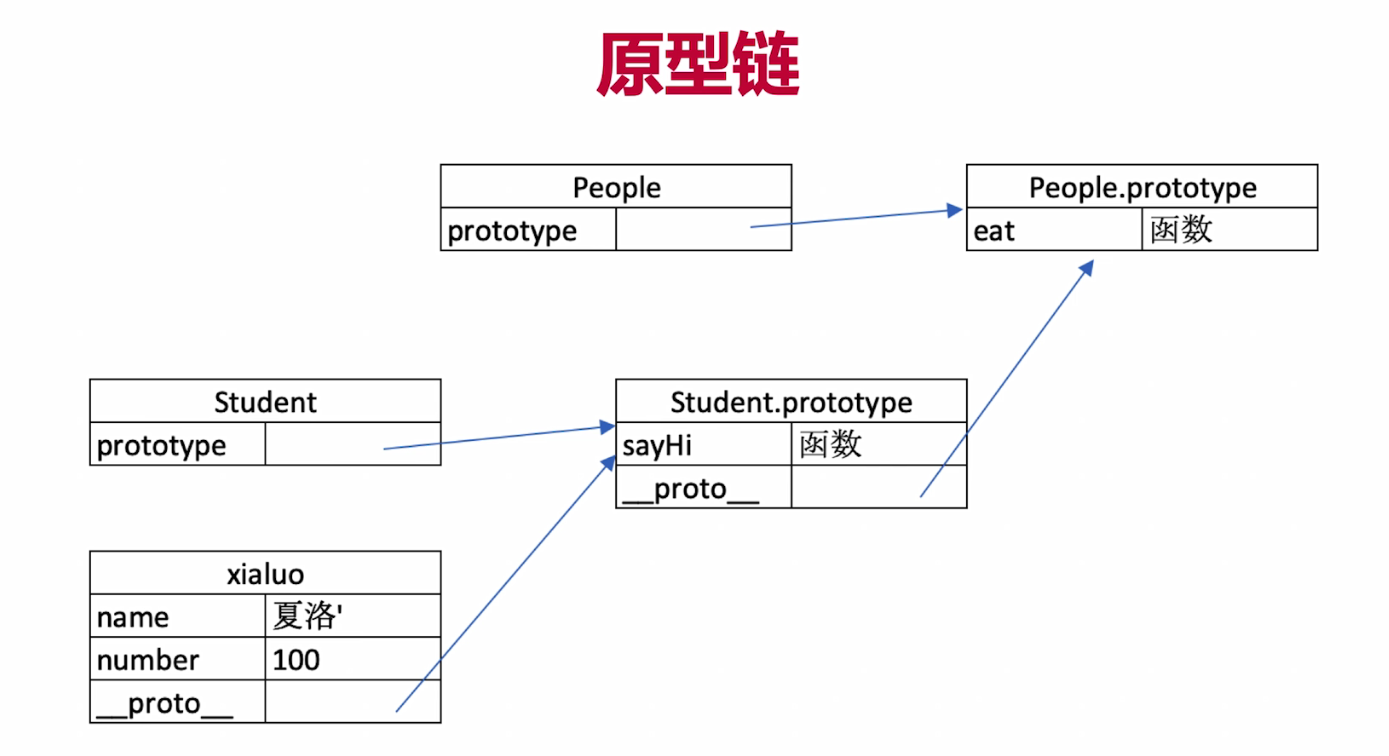 原型链
People
prototype
People.prototype
eat 函数
Student
prototype
Student.prototype
sayHi 函数
__proto__
xialuo
name 夏洛'
number 100
__proto__